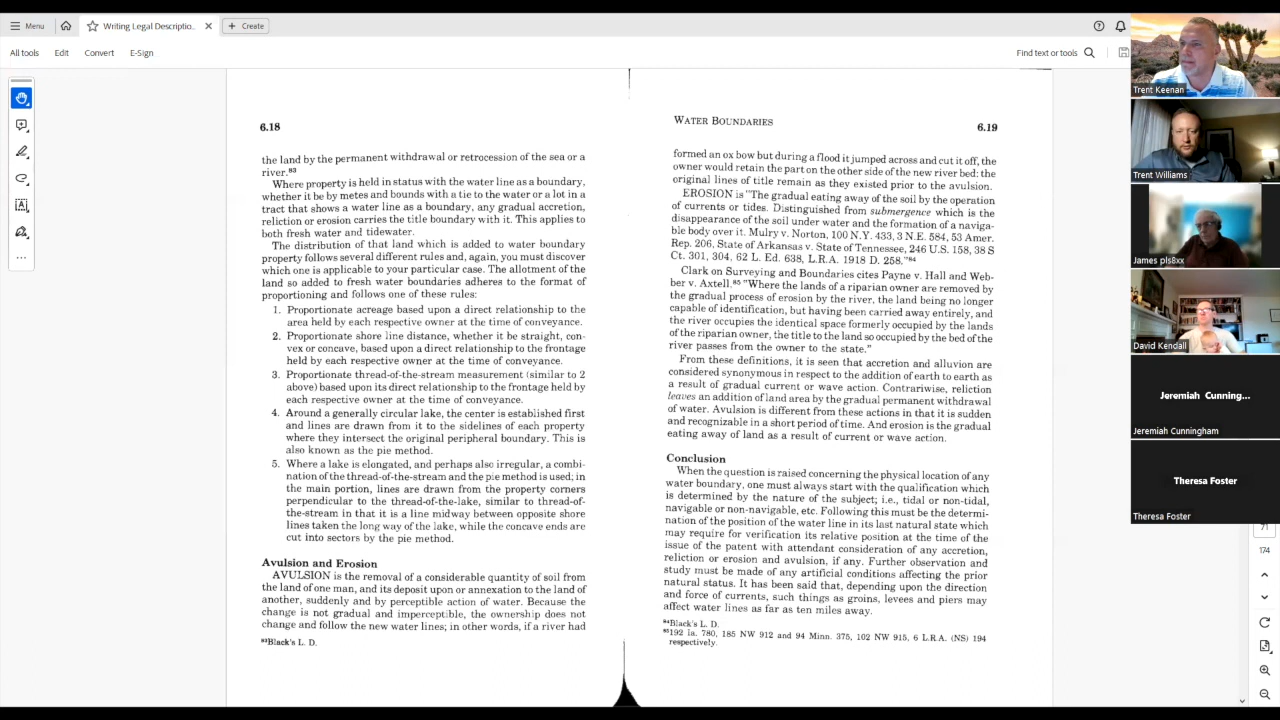 Menu
Writing Legal Descriptio...
Create
All tools
Edit
Convert
E-Sign
Find text or tools
6.18
the land by the permanent withdrawal or retrocession of the sea or a
river.⁸³
Where property is held in status with the water line as a boundary,
whether it be by metes and bounds with a tie to the water or a lot in a
tract that shows a water line as a boundary, any gradual accretion,
reliction or erosion carries the title boundary with it. This applies to
both fresh water and tidewater.
The distribution of that land which is added to water boundary
property follows several different rules and, again, you must discover
which one is applicable to your particular case. The allotment of the
land so added to fresh water boundaries adheres to the format of
proportioning and follows one of these rules:
1. Proportionate acreage based upon a direct relationship to the
area held by each respective owner at the time of conveyance.
2. Proportionate shore line distance, whether it be straight, con-
vex or concave, based upon a direct relationship to the frontage
held by each respective owner at the time of conveyance.
3. Proportionate thread-of-the-stream measurement (similar to 2
above) based upon its direct relationship to the frontage held by
each respective owner at the time of conveyance.
4. Around a generally circular lake, the center is established first
and lines are drawn from it to the sidelines of each property
where they intersect the original peripheral boundary. This is
also known as the pie method.
5. Where a lake is elongated, and perhaps also irregular, a combi-
nation of the thread-of-the-stream and the pie method is used; in
the main portion, lines are drawn from the property corners
perpendicular to the thread-of-the-lake, similar to thread-of-
the-stream in that it is a line midway between opposite shore
lines taken the long way of the lake, while the concave ends are
cut into sectors by the pie method.
Avulsion and Erosion
AVULSION is the removal of a considerable quantity of soil from
the land of one man, and its deposit upon or annexation to the land of
another, suddenly and by perceptible action of water. Because the
change is not gradual and imperceptible, the ownership does not
change and follow the new water lines; in other words, if a river had
⁸³Black's L. D.
WATER BOUNDARIES
6.19
formed an ox bow but during a flood it jumped across and cut it off, the
owner would retain the part on the other side of the new river bed: the
original lines of title remain as they existed prior to the avulsion.
EROSION is "The gradual eating away of the soil by the operation
of currents or tides. Distinguished from submergence which is the
disappearance of the soil under water and the formation of a naviga-
ble body over it. Mulry v. Norton, 100 N.Y. 433, 3 N.E. 584, 53 Amer.
Rep. 206, State of Arkansas v. State of Tennessee, 246 U.S. 158, 38 S
Ct. 301, 304, 62 L. Ed. 638, L.R.A. 1918 D. 258."⁸⁴
Clark on Surveying and Boundaries cites Payne v. Hall and Web-
ber v. Axtell.⁸⁵ "Where the lands of a riparian owner are removed by
the gradual process of erosion by the river, the land being no longer
capable of identification, but having been carried away entirely, and
the river occupies the identical space formerly occupied by the lands
of the riparian owner, the title to the land so occupied by the bed of the
river passes from the owner to the state."
From these definitions, it is seen that accretion and alluvion are
considered synonymous in respect to the addition of earth to earth as
a result of gradual current or wave action. Contrariwise, reliction
leaves an addition of land area by the gradual permanent withdrawal
of water. Avulsion is different from these actions in that it is sudden
and recognizable in a short period of time. And erosion is the gradual
eating away of land as a result of current or wave action.
Conclusion
When the question is raised concerning the physical location of any
water boundary, one must always start with the qualification which
is determined by the nature of the subject; i.e., tidal or non-tidal,
navigable or non-navigable, etc. Following this must be the determi-
nation of the position of the water line in its last natural state which
may require for verification its relative position at the time of the
issue of the patent with attendant consideration of any accretion,
reliction or erosion and avulsion, if any. Further observation and
study must be made of any artificial conditions affecting the prior
natural status. It has been said that, depending upon the direction
and force of currents, such things as groins, levees and piers may
affect water lines as far as ten miles away.
⁸⁴Black's L. D.
⁸⁵192 Ia. 780, 185 NW 912 and 94 Minn. 375, 102 NW 915, 6 L.R.A. (NS) 194
respectively.
Trent Keenan
Trent Williams
James pls8xx
David Kendall
Jeremiah Cunning...
Jeremiah Cunningham
Theresa Foster
Theresa Foster
71
174